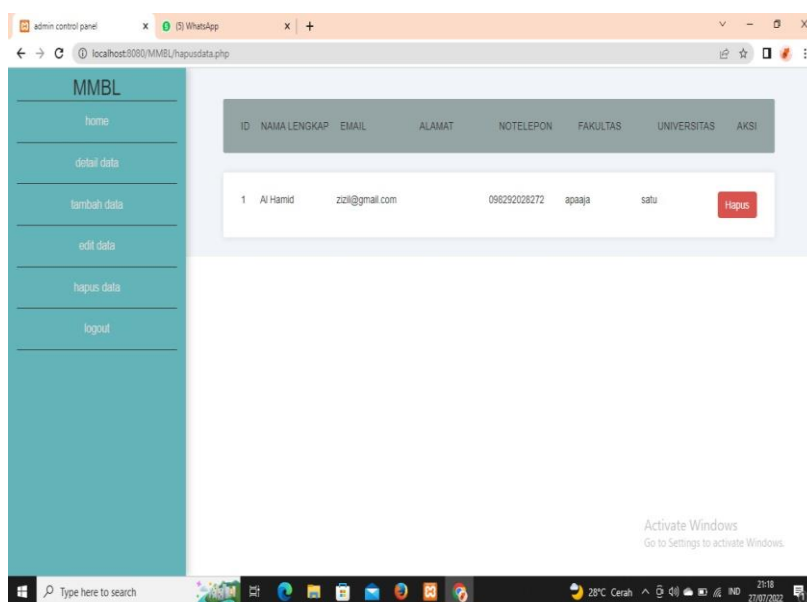 admin control panel
(5) WhatsApp
localhost:8080/MMBL/hapusdata.php
MMBL
home
detail data
tambah data
edit data
hapus data
logout
ID NAMA LENGKAP EMAIL ALAMAT NOTELEPON FAKULTAS UNIVERSITAS AKSI
1 Al Hamid zizil@gmail.com 098292028272 apaaja satu Hapus
Activate Windows
Go to Settings to activate Windows.
Type here to search
28°C Cerah
IND
21:18
27/07/2022